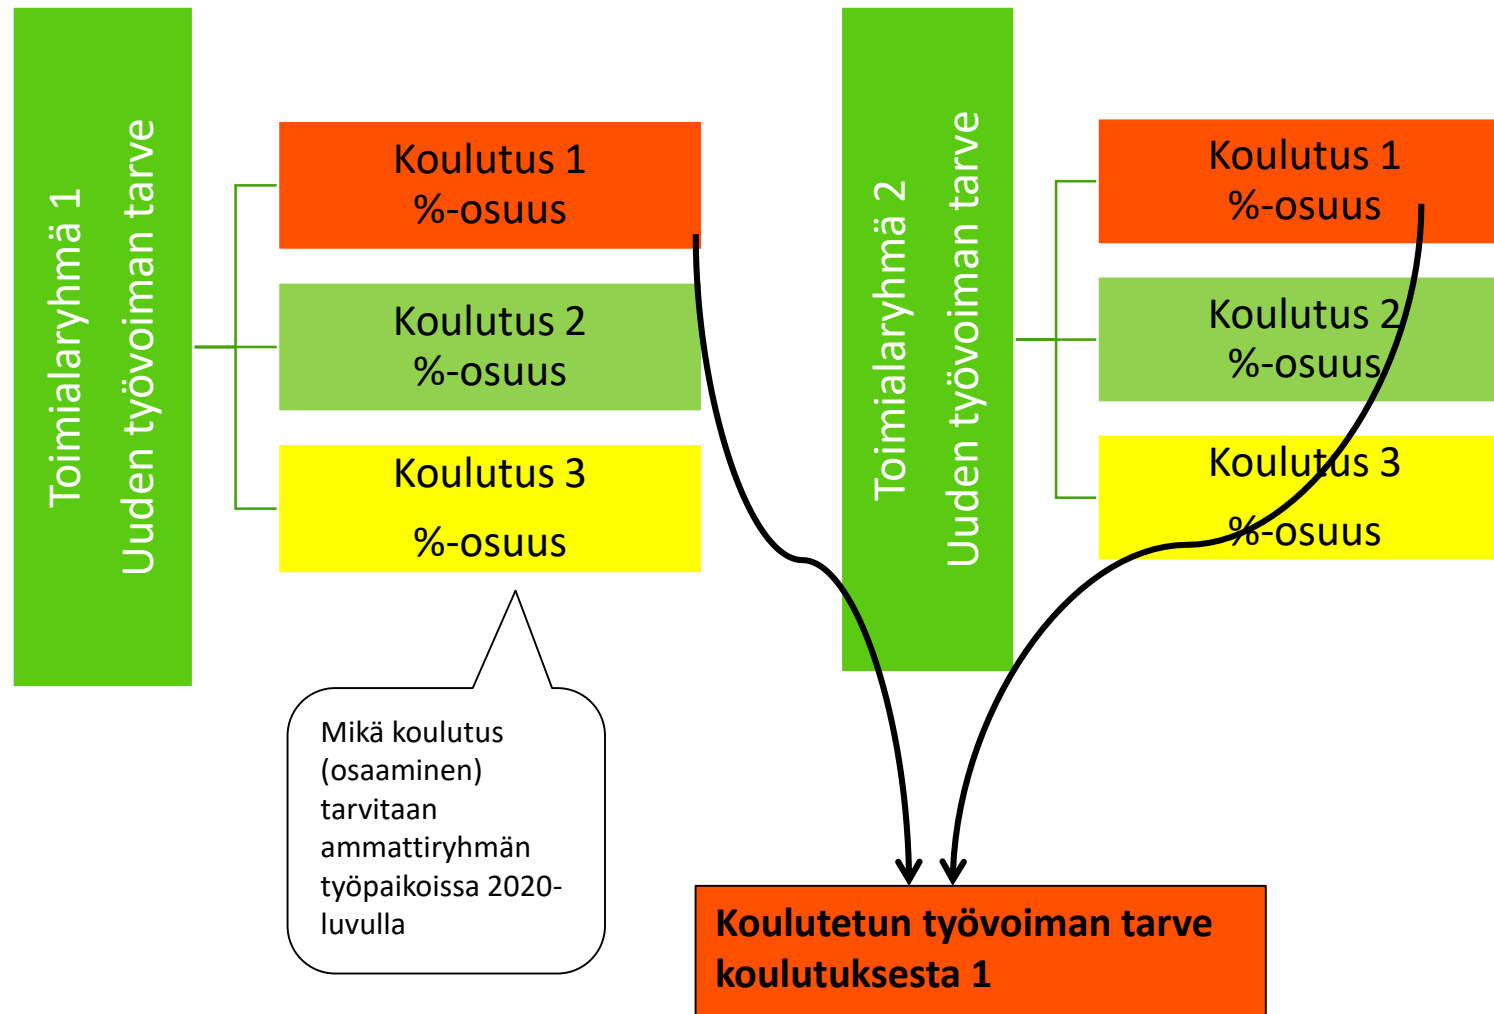 Toimialaryhmä 1
Uuden työvoiman tarve
Koulutus 1
%-osuus
Koulutus 2
%-osuus
Koulutus 3
%-osuus
Mikä koulutus
(osaaminen)
tarvitaan
ammattiryhmän
työpaikoissa 2020-
luvulla
Toimialaryhmä 2
Uuden työvoiman tarve
Koulutus 1
%-osuus
Koulutus 2
%-osuus
Koulutus 3
%-osuus
Koulutetun työvoiman tarve
koulutuksesta 1